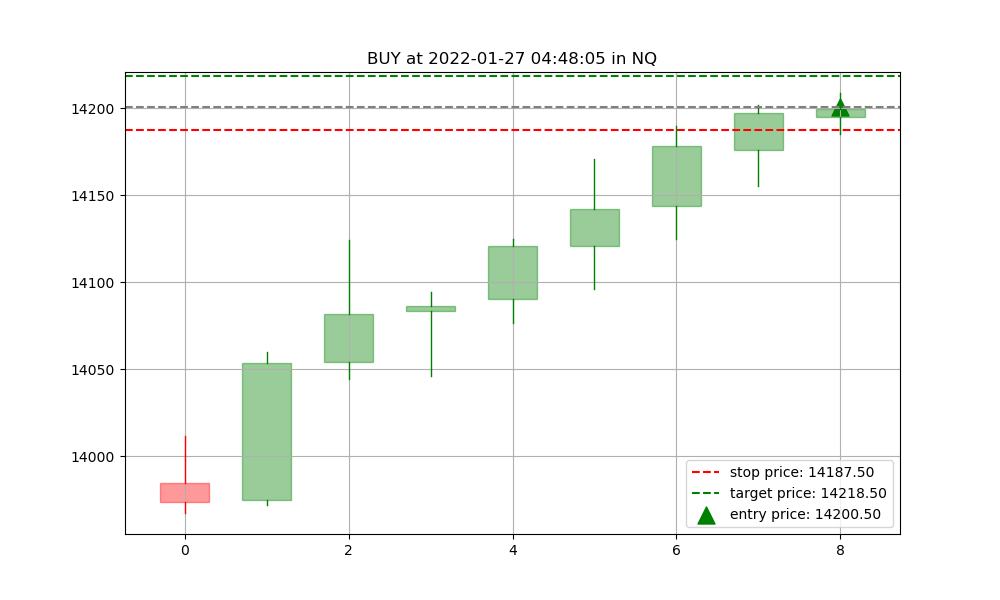 BUY at 2022-01-27 04:48:05 in NQ
14200
14150
14100
14050
14000
0 2 4 6 8
stop price: 14187.50
target price: 14218.50
entry price: 14200.50